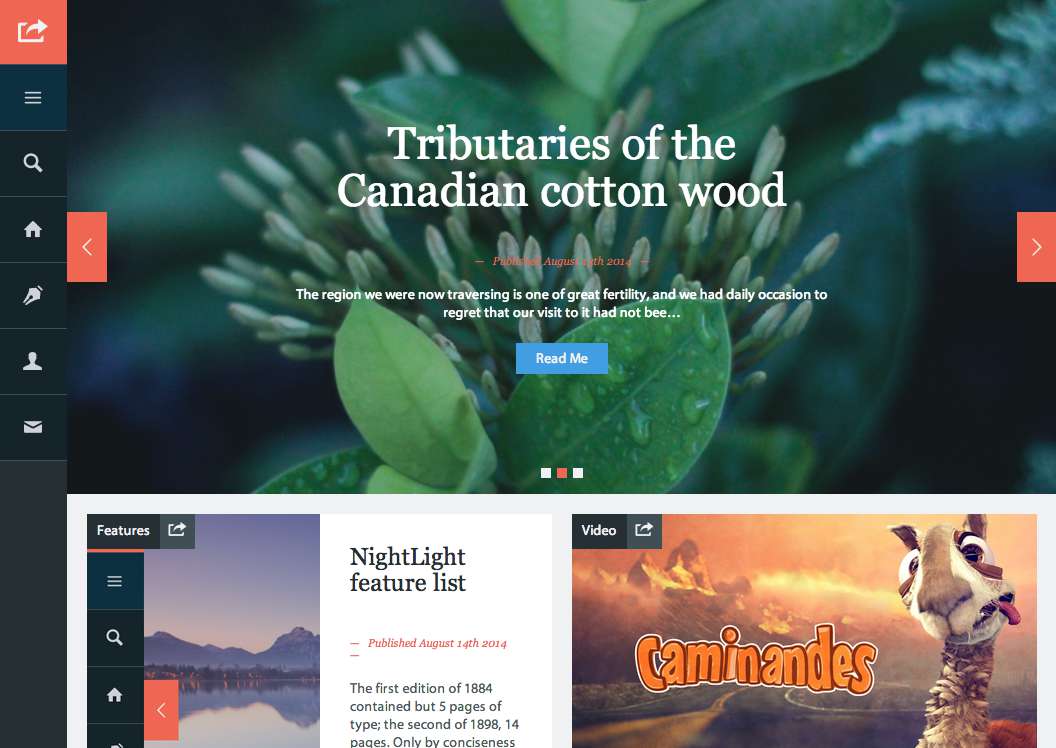 Tributaries of the
Canadian cotton wood
— Published August 14th 2014 —
The region we were now traversing is one of great fertility, and we had daily occasion to
regret that our visit to it had not bee…
Read Me
Features
NightLight
feature list
— Published August 14th 2014
—
The first edition of 1884
contained but 5 pages of
type; the second of 1898, 14
pages. Only by conciseness
Video
Caminandes